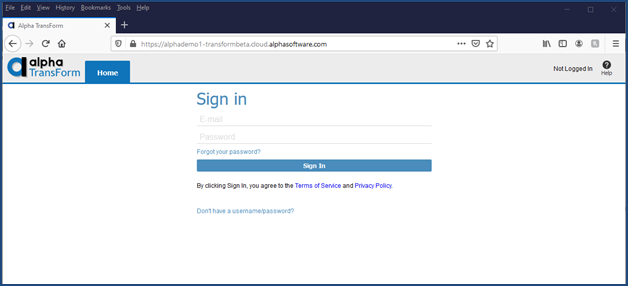 File Edit View History Bookmarks Tools Help
Alpha TransForm
https://alphademo1-transformbeta.cloud.alphasoftware.com
alpha
TransForm
Home
Not Logged In
Help
Sign in
E-mail
Password
Forgot your password?
Sign In
By clicking Sign In, you agree to the Terms of Service and Privacy Policy.
Don't have a username/password?